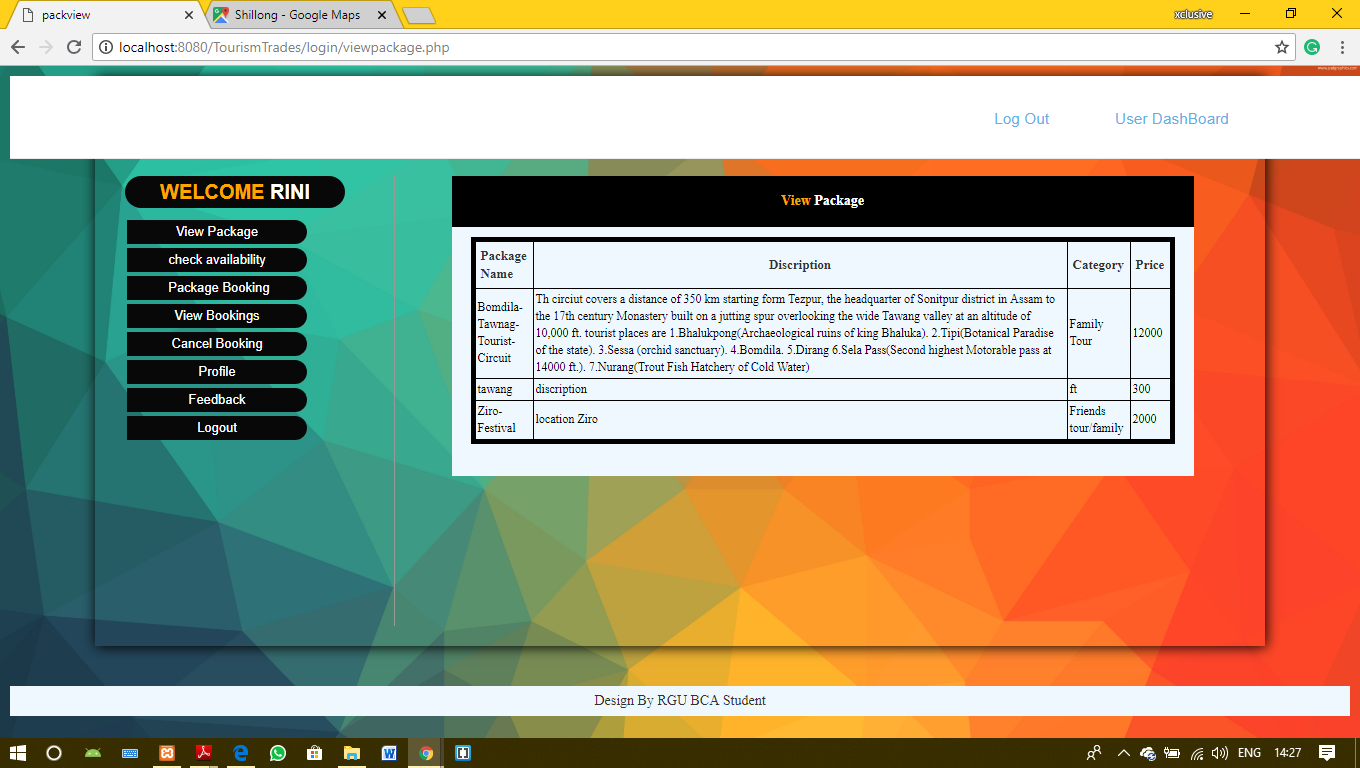 packview
Shillong - Google Maps
xclusive
localhost:8080/TourismTrades/login/viewpackage.php
Log Out
User DashBoard
WELCOME RINI
View Package
check availability
Package Booking
View Bookings
Cancel Booking
Profile
Feedback
Logout
View Package
Package
Name
Discription
Category
Price
Bomdila-
Tawnag-
Tourist-
Circuit
Th circiut covers a distance of 350 km starting form Tezpur, the headquarter of Sonitpur district in Assam to
the 17th century Monastery built on a jutting spur overlooking the wide Tawang valley at an altitude of
10,000 ft. tourist places are 1.Bhalukpong(Archaeological ruins of king Bhaluka). 2.Tipi(Botanical Paradise
of the state). 3.Sessa (orchid sanctuary). 4.Bomdila. 5.Dirang 6.Sela Pass(Second highest Motorable pass at
14000 ft.). 7.Nurang(Trout Fish Hatchery of Cold Water)
Family
Tour
12000
tawang
discription
ft
300
Ziro-
Festival
location Ziro
Friends
tour/family
2000
Design By RGU BCA Student
ENG
14:27